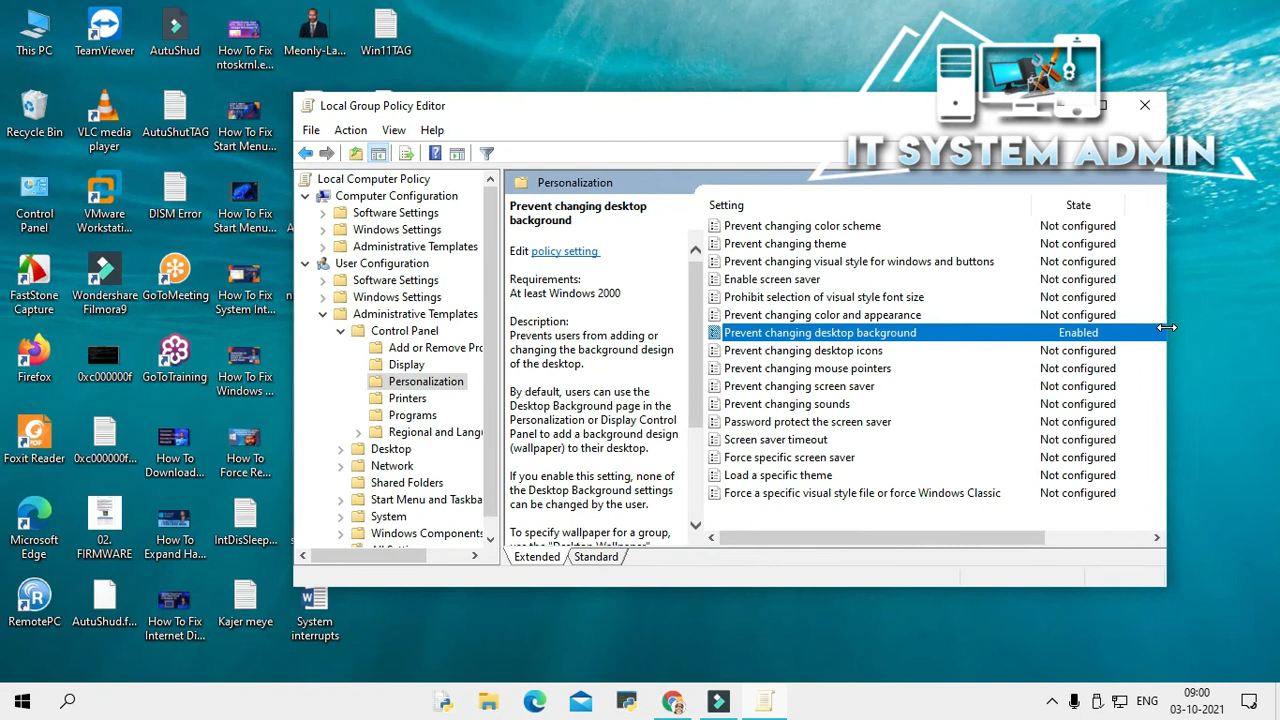 This PC
TeamViewer
AutuShud
How To Fix
ntoskrnl.e...
Meonly-La...
Win11TAG
Recycle Bin
VLC media
player
AutuShutTAG
How To Fix
Start Menu...
Control
Panel
VMware
Workstati...
DISM Error
How To Fix
Start Menu...
FastStone
Capture
Wondershare
Filmora9
GoToMeeting
How To Fix
System Int...
Firefox
0xc000000f
GoToTraining
How To Fix
Windows ...
Foxit Reader
0xc000000f...
How To
Download...
How To
Force Re...
Microsoft
Edge
02.
FIRMWARE
How To
Expand Ha...
IntDisSleep...
RemotePC
AutuShud.f...
How To Fix
Internet Di...
Kajer meye
System
interrupts
IT SYSTEM ADMIN
Local Group Policy Editor
File Action View Help
Local Computer Policy
Computer Configuration
Software Settings
Windows Settings
Administrative Templates
User Configuration
Software Settings
Windows Settings
Administrative Templates
Control Panel
Add or Remove Pr
Display
Personalization
Printers
Programs
Regional and Lang
Desktop
Network
Shared Folders
Start Menu and Taskba
System
Windows Components
Personalization
Prevent changing desktop
background
Edit policy setting
Requirements:
At least Windows 2000
Description:
Prevents users from adding or
changing the background design
of the desktop.
By default, users can use the
Desktop Background page in the
Personalization or Display Control
Panel to add a background design
(wallpaper) to their desktop.
If you enable this setting, none of
the Desktop Background settings
can be changed by the user.
To specify wallpaper for a group,
Setting State
Prevent changing color scheme Not configured
Prevent changing theme Not configured
Prevent changing visual style for windows and buttons Not configured
Enable screen saver Not configured
Prohibit selection of visual style font size Not configured
Prevent changing color and appearance Not configured
Prevent changing desktop background Enabled
Prevent changing desktop icons Not configured
Prevent changing mouse pointers Not configured
Prevent changing screen saver Not configured
Prevent changing sounds Not configured
Password protect the screen saver Not configured
Screen saver timeout Not configured
Force specific screen saver Not configured
Load a specific theme Not configured
Force a specific visual style file or force Windows Classic Not configured
Extended Standard
ENG
09:00
03-10-2021